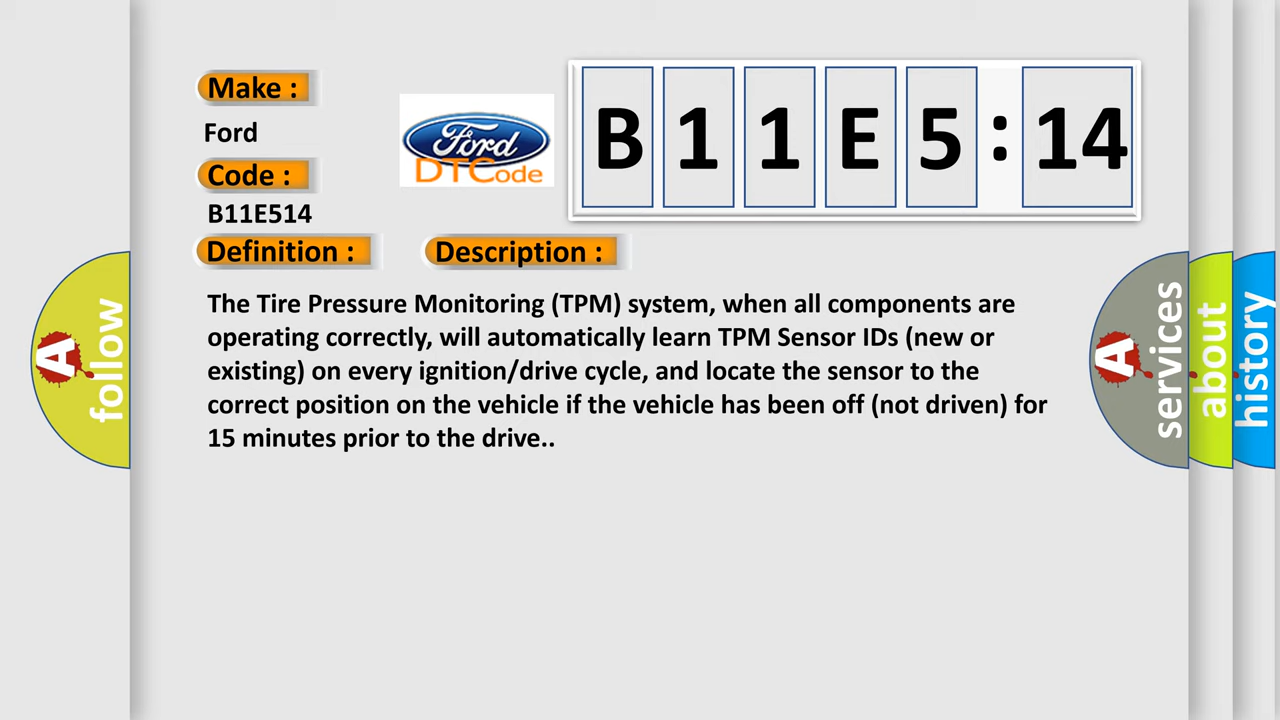 Make :
Ford
Code :
B11E514
Ford
DTCode
B 1 1 E 5 : 14
Definition :
Description :
The Tire Pressure Monitoring (TPM) system, when all components are
operating correctly, will automatically learn TPM Sensor IDs (new or
existing) on every ignition/drive cycle, and locate the sensor to the
correct position on the vehicle if the vehicle has been off (not driven) for
15 minutes prior to the drive..
A
follow
A
services
about
history